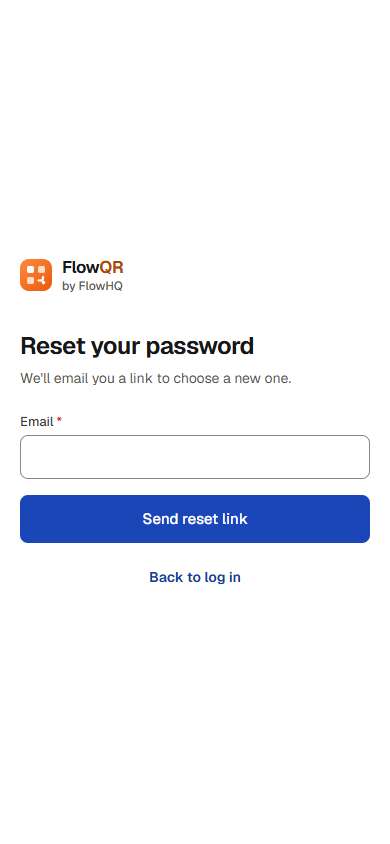 FlowQR
by FlowHQ
Reset your password
We'll email you a link to choose a new one.
Email *
Send reset link
Back to log in